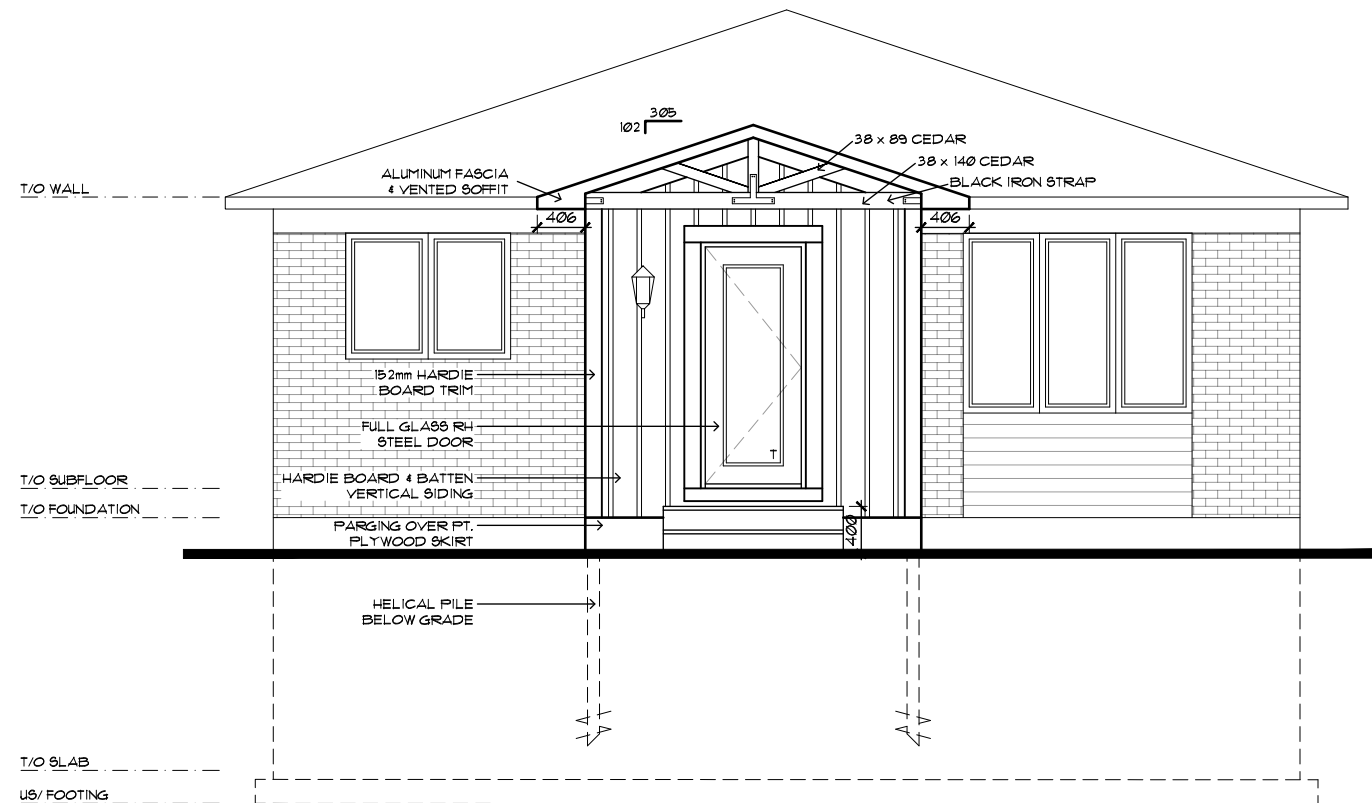 305
102
38 x 89 CEDAR
38 x 140 CEDAR
ALUMINUM FASCIA
& VENTED SOFFIT
BLACK IRON STRAP
T/O WALL
406
406
152mm HARDIE
BOARD TRIM
FULL GLASS RH
STEEL DOOR
T
T/O SUBFLOOR
HARDIE BOARD & BATTEN
VERTICAL SIDING
T/O FOUNDATION
PARGING OVER PT.
PLYWOOD SKIRT
400
HELICAL PILE
BELOW GRADE
T/O SLAB
US/ FOOTING